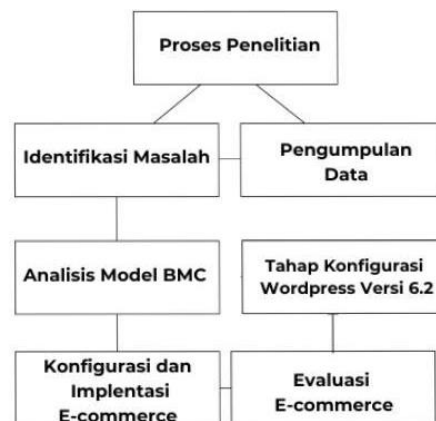 Proses Penelitian
Identifikasi Masalah
Pengumpulan
Data
Analisis Model BMC
Tahap Konfigurasi
Wordpress Versi 6.2
Konfigurasi dan
Implentasi
E-commerce
Evaluasi
E-commerce